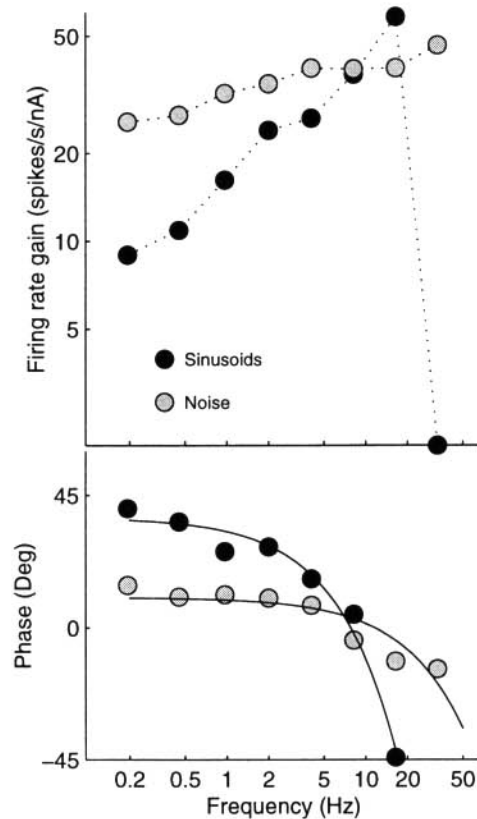 Firing rate gain (spikes/s/nA)
50
20
10
5
Sinusoids
Noise
Phase (Deg)
45
0
−45
0.2 0.5 1 2 5 10 20 50
Frequency (Hz)